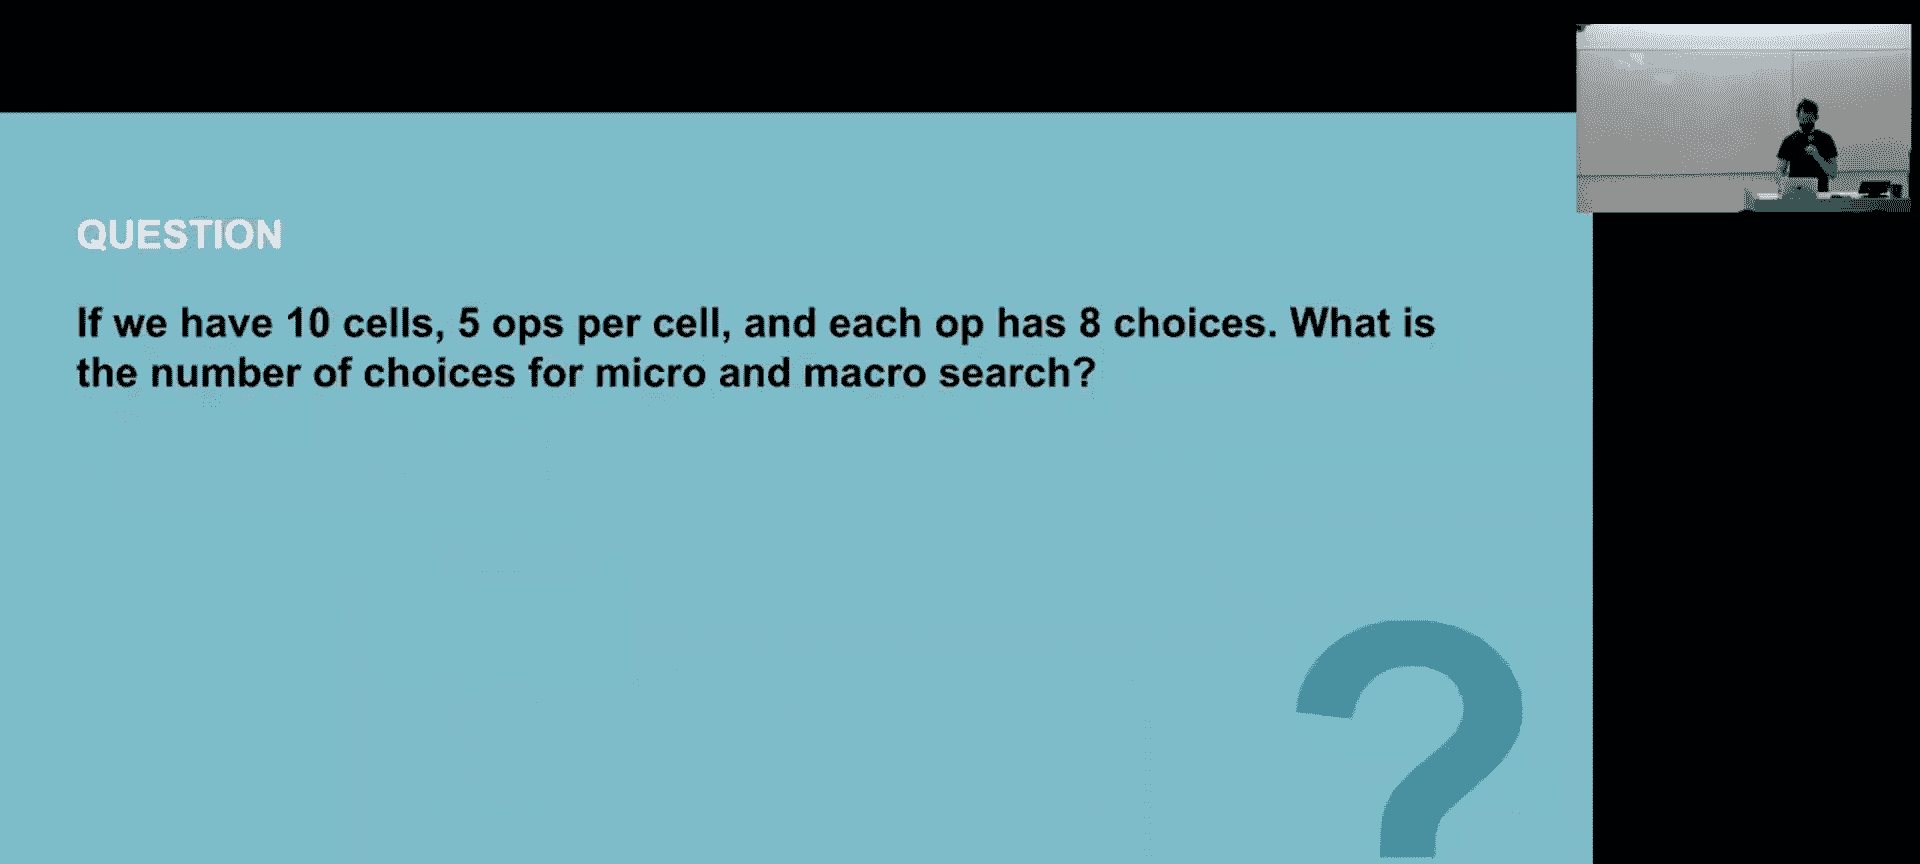 QUESTION
If we have 10 cells, 5 ops per cell, and each op has 8 choices. What is
the number of choices for micro and macro search?
?